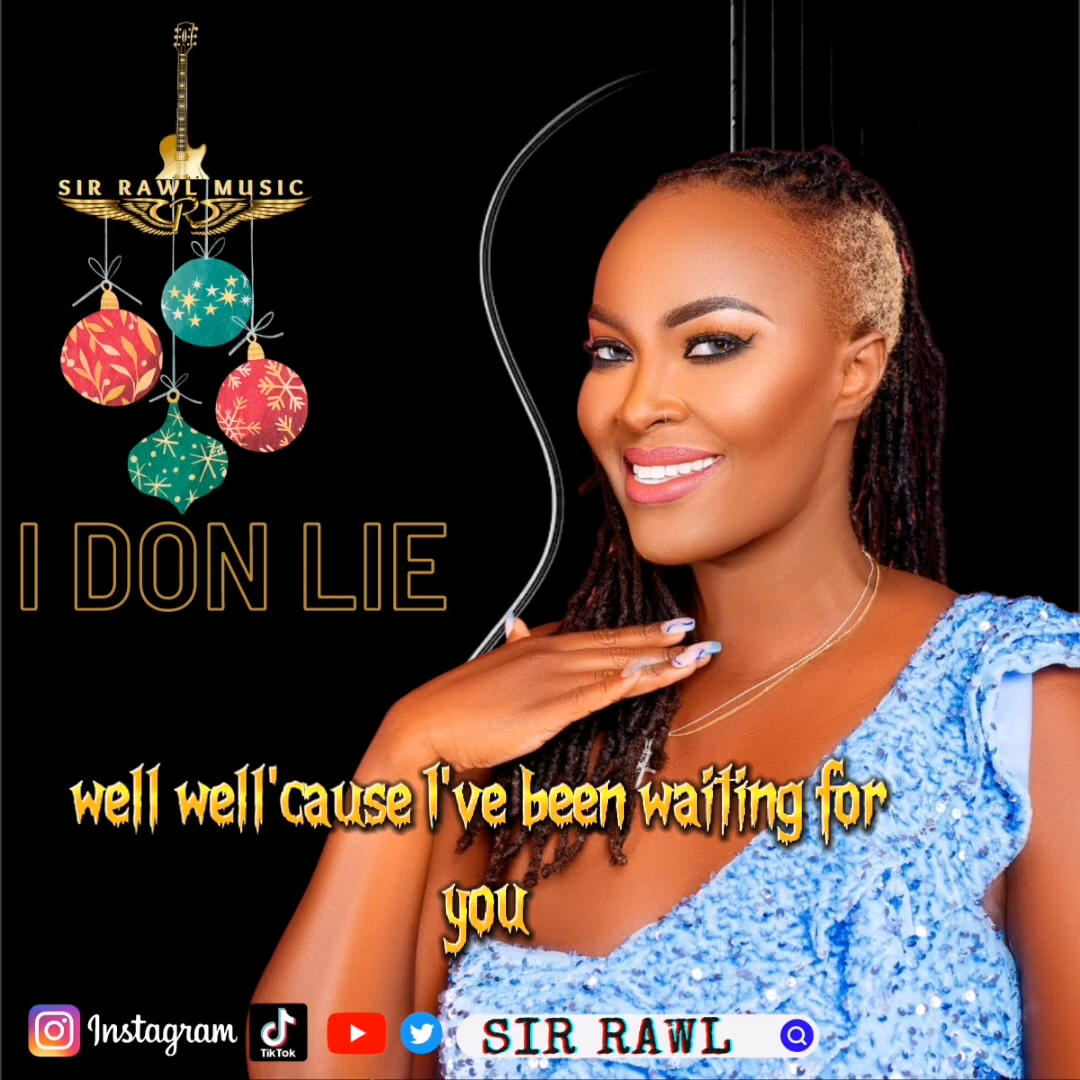 SIR RAWL MUSIC
R
I DON LIE
well well'cause I've been waiting for
you
Instagram
TikTok
SIR RAWL